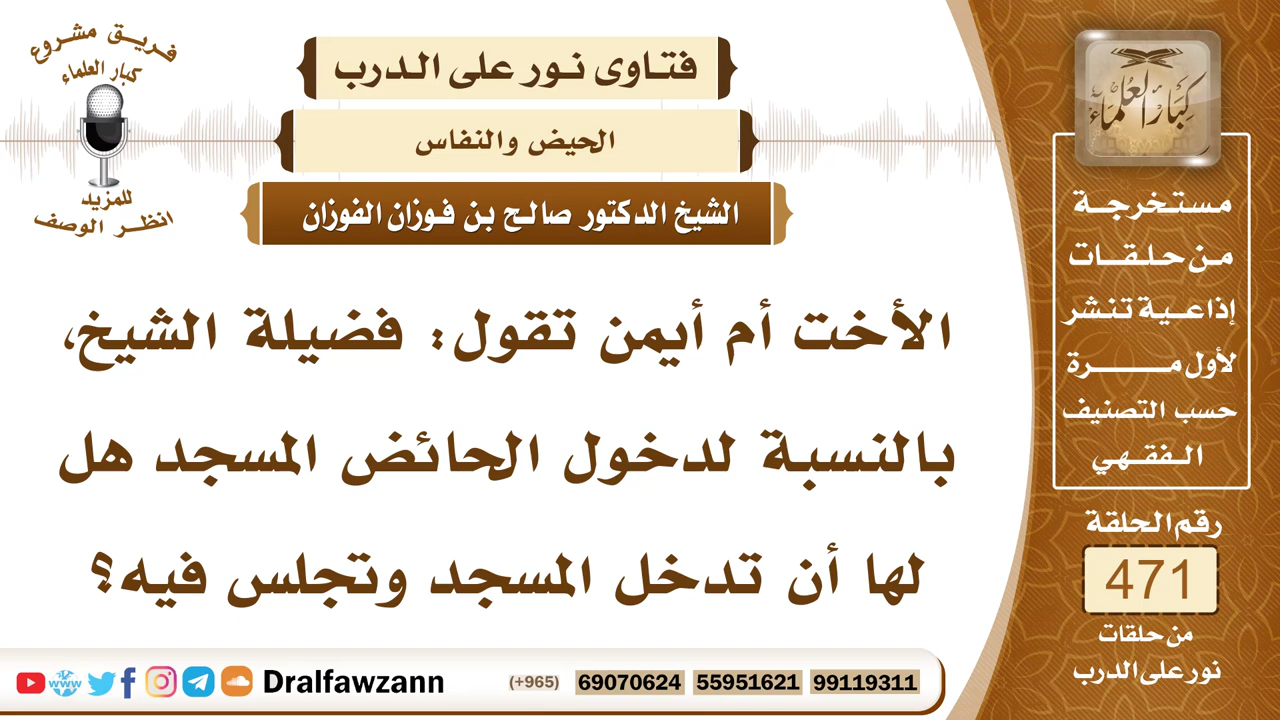 فريق مشروع
كبار العلماء
للمزيد
انظر الوصف
فتاوى نور على الدرب
الحيض والنفاس
الشيخ الدكتور صالح بن فوزان الفوزان
الأخت أم أيمن تقول: فضيلة الشيخ،
بالنسبة لدخول الحائض المسجد هل
لها أن تدخل المسجد وتجلس فيه؟
كبار العلماء
مستخرجة
من حلقات
إذاعية تنشر
لأول مرة
حسب التصنيف
الفقهي
رقم الحلقة
471
من حلقات
نور على الدرب
www Dralfawzann (+965) 69070624 55951621 99119311